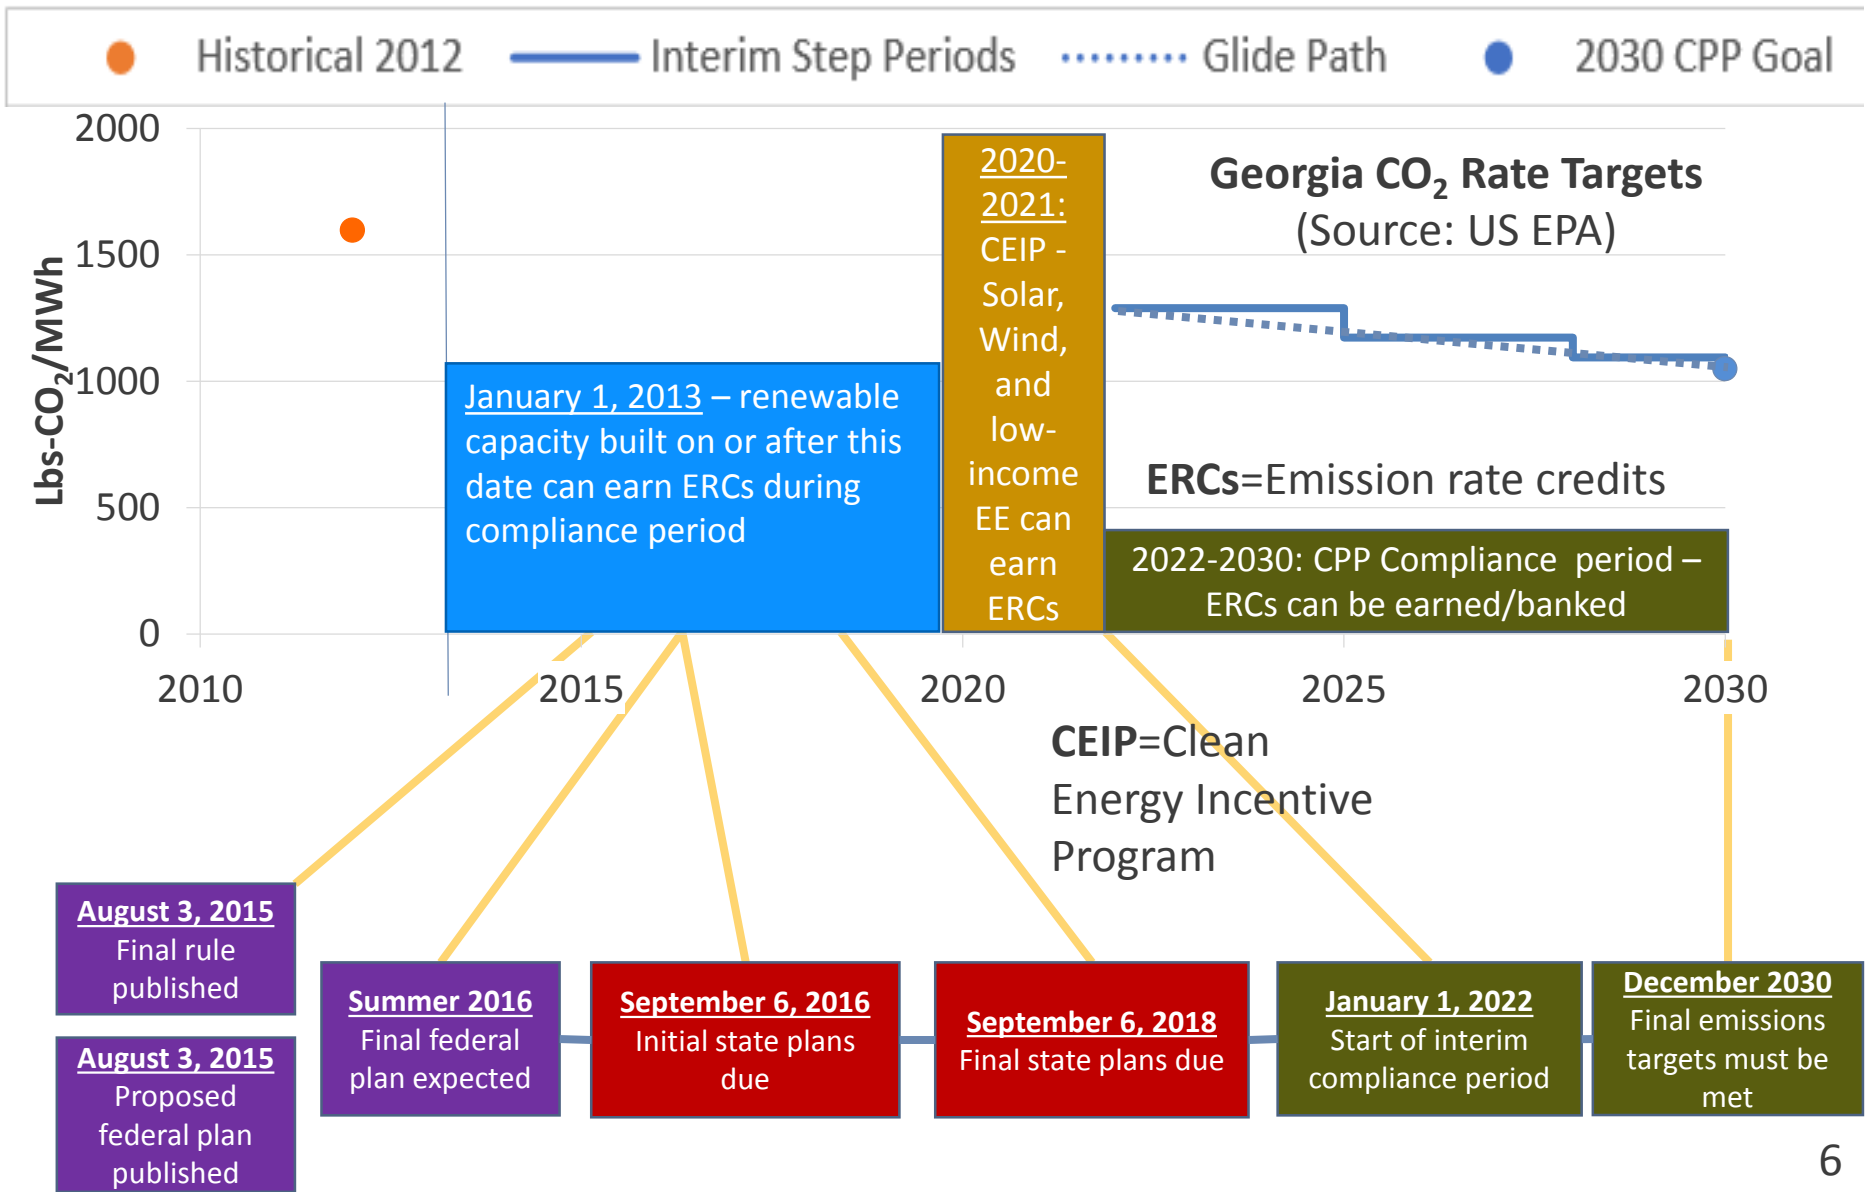 Historical 2012 Interim Step Periods Glide Path 2030 CPP Goal
2000
1500
1000
500
0
Lbs-CO₂/MWh
Georgia CO₂ Rate Targets
(Source: US EPA)
2020-
2021:
CEIP -
Solar,
Wind,
and
low-
income
EE can
earn
ERCs
January 1, 2013 – renewable
capacity built on or after this
date can earn ERCs during
compliance period
ERCs=Emission rate credits
2022-2030: CPP Compliance period –
ERCs can be earned/banked
2010 2015 2020 2025 2030
CEIP=Clean
Energy Incentive
Program
August 3, 2015
Final rule
published
August 3, 2015
Proposed
federal plan
published
Summer 2016
Final federal
plan expected
September 6, 2016
Initial state plans
due
September 6, 2018
Final state plans due
January 1, 2022
Start of interim
compliance period
December 2030
Final emissions
targets must be
met
6